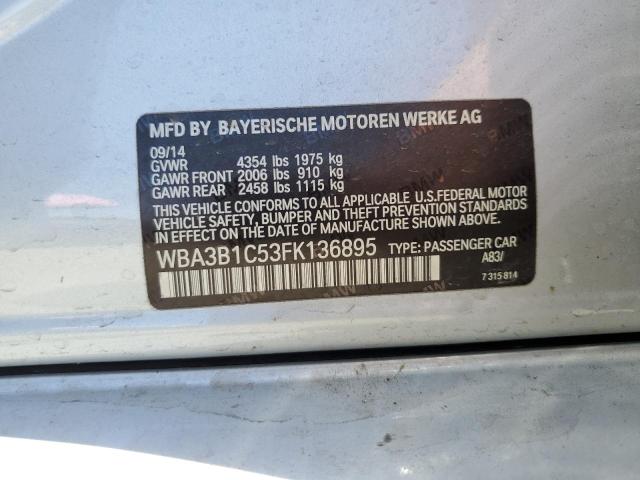 MFD BY BAYERISCHE MOTOREN WERKE AG
09/14
GVWR 4354 lbs 1975 kg
GAWR FRONT 2006 lbs 910 kg
GAWR REAR 2458 lbs 1115 kg
THIS VEHICLE CONFORMS TO ALL APPLICABLE U.S.FEDERAL MOTOR
VEHICLE SAFETY, BUMPER AND THEFT PREVENTION STANDARDS
IN EFFECT ON THE DATE OF MANUFACTURE SHOWN ABOVE.
WBA3B1C53FK136895 TYPE: PASSENGER CAR
A83/
7 315 814